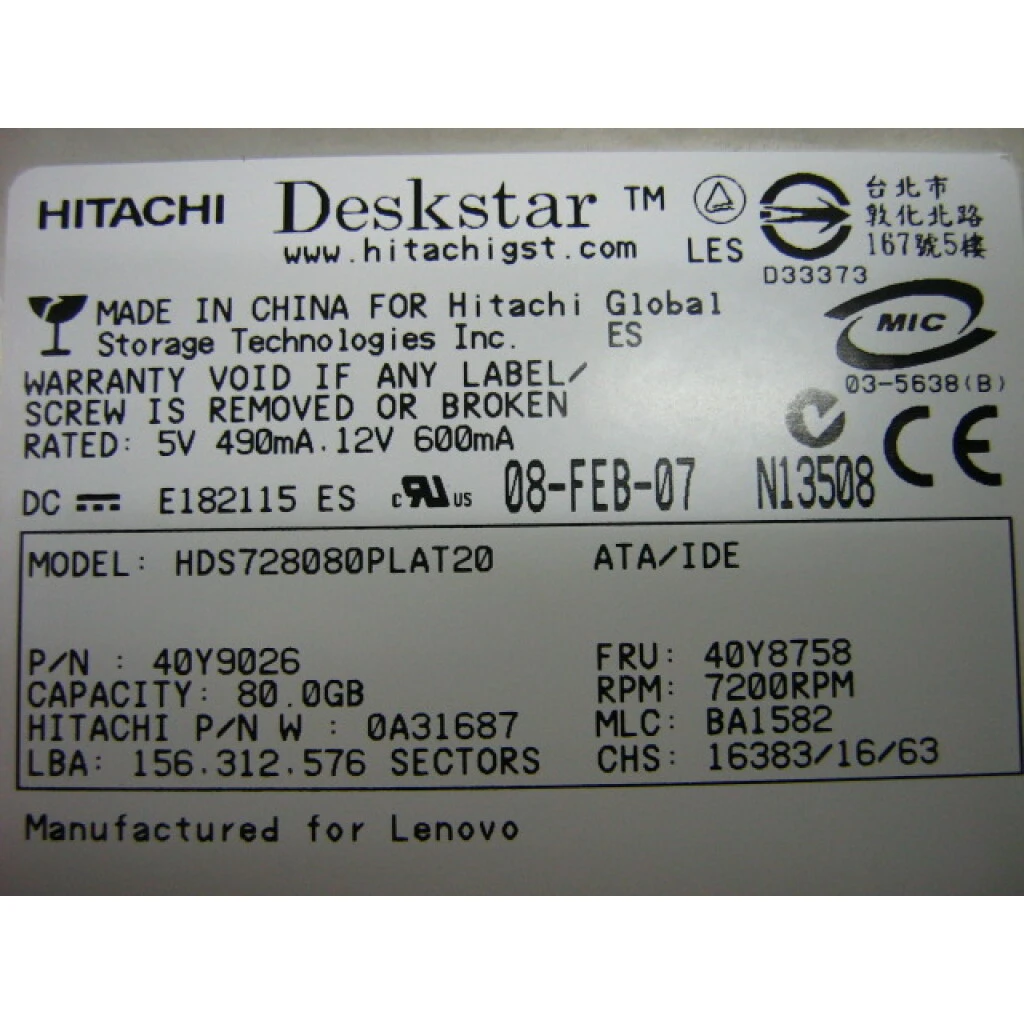 HITACHI Deskstar TM
www.hitachigst.com LES
台北市
敦化北路
167號5樓
D33373
MADE IN CHINA FOR Hitachi Global
Storage Technologies Inc. ES
MIC
03-5638(B)
WARRANTY VOID IF ANY LABEL/
SCREW IS REMOVED OR BROKEN
RATED: 5V 490mA.12V 600mA
CE
DC E182115 ES c UR US 08-FEB-07 N13508
MODEL: HDS728080PLAT20 ATA/IDE
P/N : 40Y9026 FRU: 40Y8758
CAPACITY: 80.0GB RPM: 7200RPM
HITACHI P/N W : 0A31687 MLC: BA1582
LBA: 156.312.576 SECTORS CHS: 16383/16/63
Manufactured for Lenovo